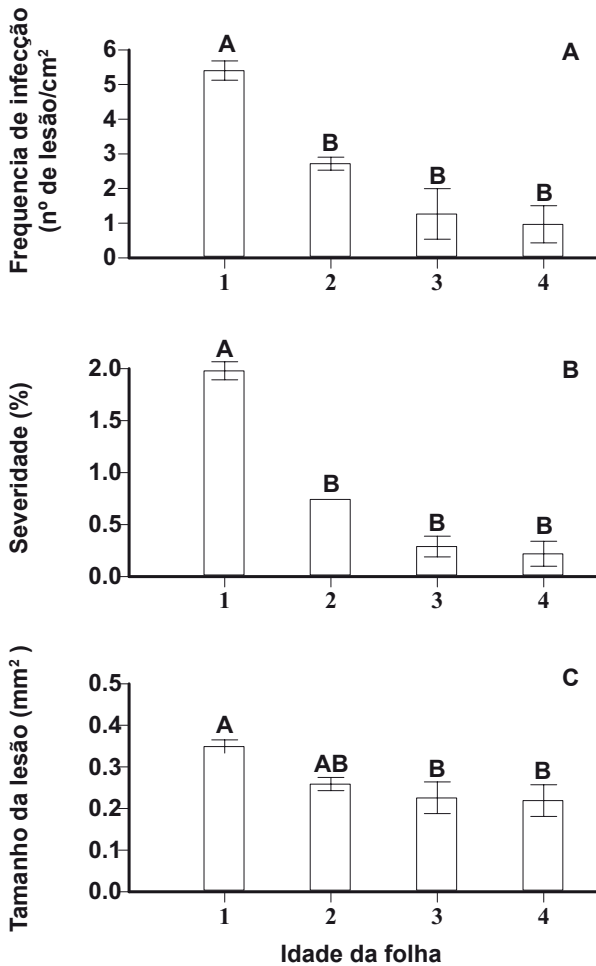 Frequencia de infecção
(nº de lesão/cm²
A
6
5
4
3
2
1
0
A
B
B
B
1 2 3 4
Severidade (%)
B
2.0
1.5
1.0
0.5
0.0
A
B
B
B
1 2 3 4
Tamanho da lesão (mm²)
C
0.5
0.4
0.3
0.2
0.1
0.0
A
AB
B
B
1 2 3 4
Idade da folha